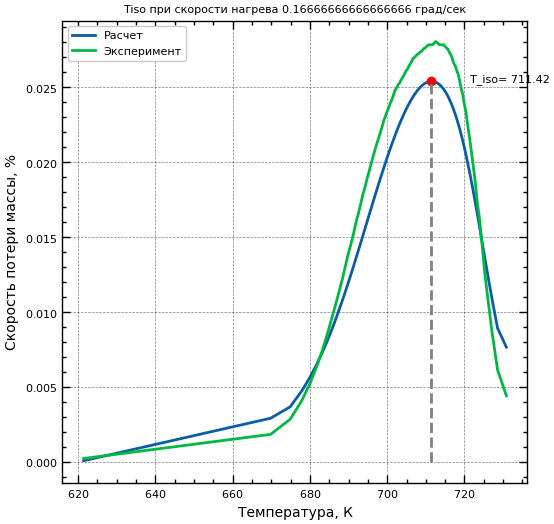 Tiso при скорости нагрева 0.16666666666666666 град/сек
Расчет
Эксперимент
T_iso= 711.42
Скорость потери массы, %
0.025
0.020
0.015
0.010
0.005
0.000
620 640 660 680 700 720
Температура, К